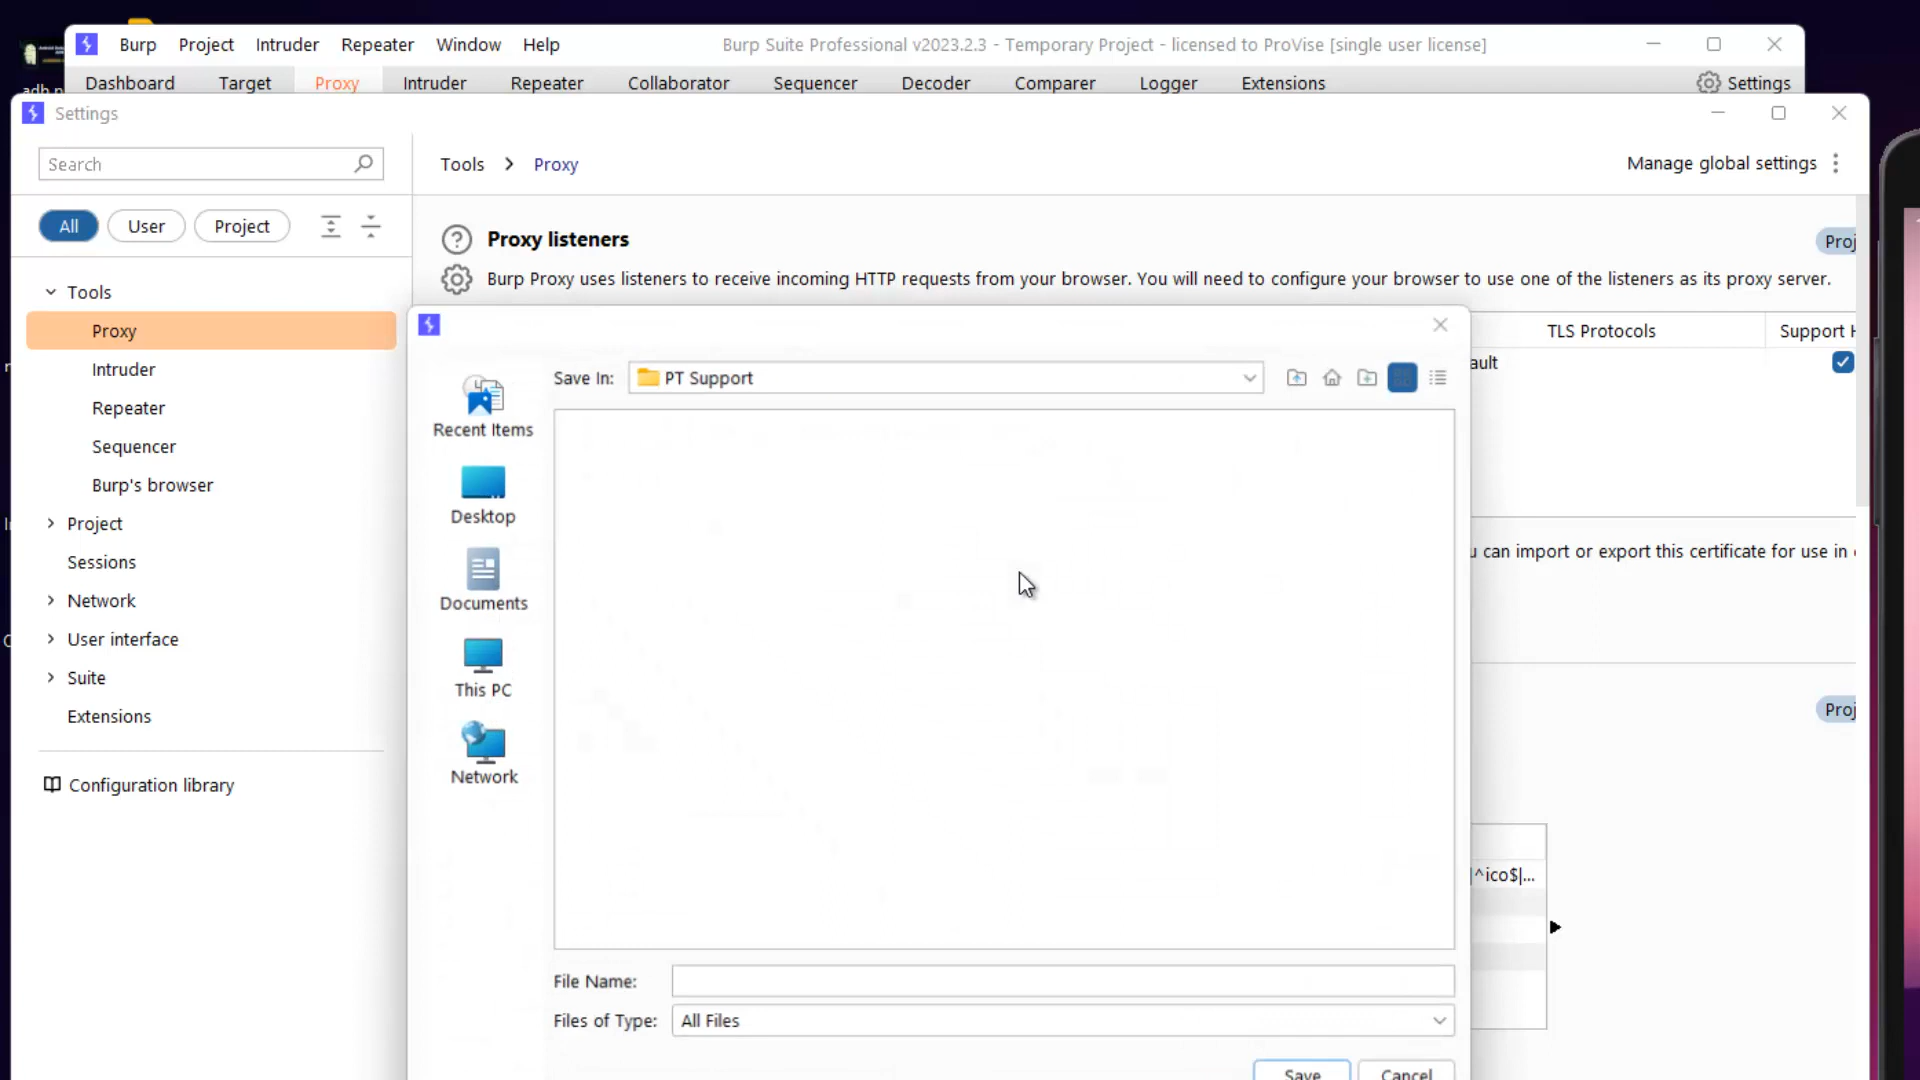 Burp Project Intruder Repeater Window Help Burp Suite Professional v2023.2.3 - Temporary Project - licensed to ProVise [single user license]
Dashboard Target Proxy Intruder Repeater Collaborator Sequencer Decoder Comparer Logger Extensions Settings
Settings
Search
Tools > Proxy
Manage global settings
All User Project
Proxy listeners
Proj
Burp Proxy uses listeners to receive incoming HTTP requests from your browser. You will need to configure your browser to use one of the listeners as its proxy server.
Tools
Proxy
Intruder
Repeater
Sequencer
Burp's browser
Project
Sessions
Network
User interface
Suite
Extensions
Configuration library
TLS Protocols Support H
ault
u can import or export this certificate for use in
Proj
|^ico$|...
Save In: PT Support
Recent Items
Desktop
Documents
This PC
Network
File Name:
Files of Type: All Files
Save Cancel